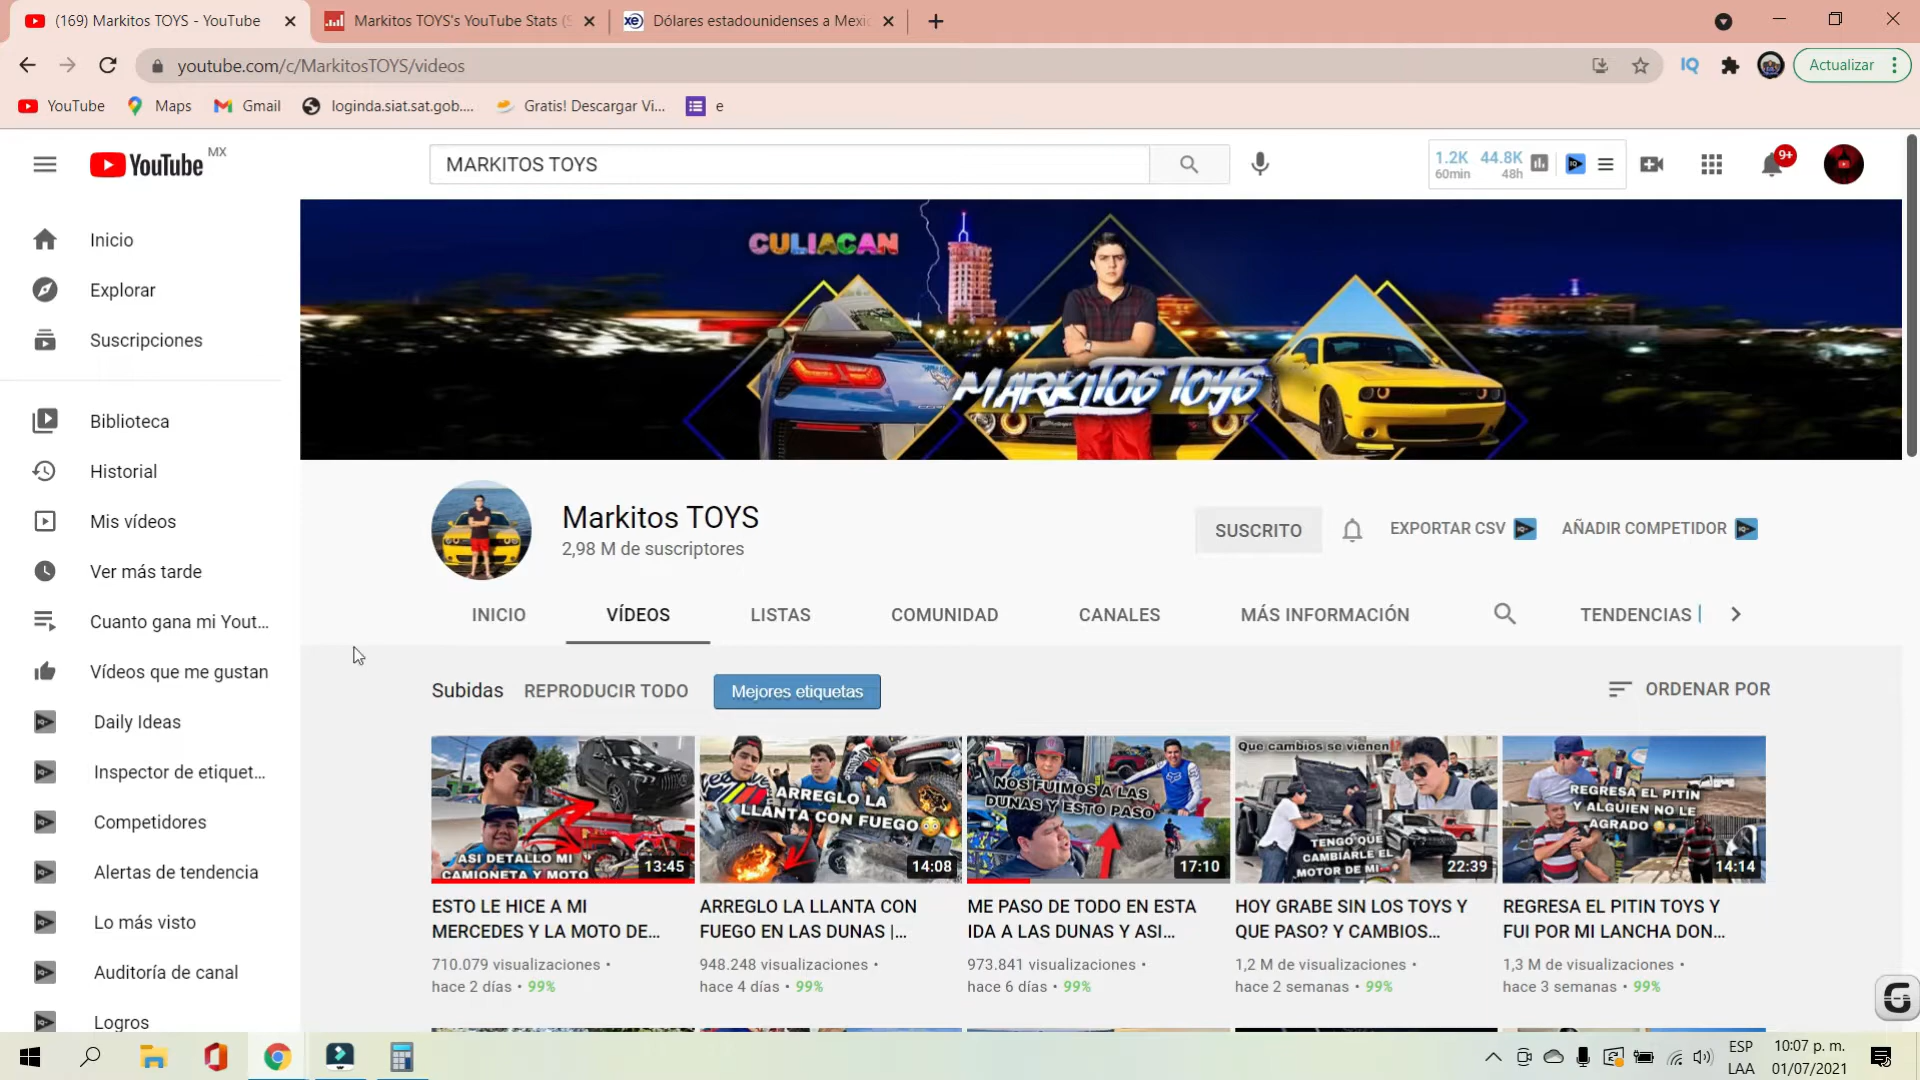 (169) Markitos TOYS - YouTube
Markitos TOYS's YouTube Stats (S
xe Dólares estadounidenses a Mexic
youtube.com/c/MarkitosTOYS/videos
IQ
Actualizar
YouTube
Maps
Gmail
loginda.siat.sat.gob....
Gratis! Descargar Vi...
e
YouTube MX
MARKITOS TOYS
1.2K 44.8K
60min 48h
9+
Inicio
Explorar
Suscripciones
Biblioteca
Historial
Mis vídeos
Ver más tarde
Cuanto gana mi Yout...
Vídeos que me gustan
Daily Ideas
Inspector de etiquet...
Competidores
Alertas de tendencia
Lo más visto
Auditoría de canal
Logros
CULIACAN
MARKITOS TOYS
Markitos TOYS
2,98 M de suscriptores
SUSCRITO
EXPORTAR CSV
AÑADIR COMPETIDOR
INICIO
VÍDEOS
LISTAS
COMUNIDAD
CANALES
MÁS INFORMACIÓN
TENDENCIAS
Subidas
REPRODUCIR TODO
Mejores etiquetas
ORDENAR POR
ASI DETALLO MI
CAMIONETA Y MOTO
13:45
ESTO LE HICE A MI
MERCEDES Y LA MOTO DE...
710.079 visualizaciones •
hace 2 días • 99%
ARREGLO LA
LLANTA CON
FUEGO
14:08
ARREGLO LA LLANTA CON
FUEGO EN LAS DUNAS |...
948.248 visualizaciones •
hace 4 días • 99%
NOS FUIMOS A LAS
DUNAS Y ESTO PASO
17:10
ME PASO DE TODO EN ESTA
IDA A LAS DUNAS Y ASI...
973.841 visualizaciones •
hace 6 días • 99%
Que cambios se vienen
TENGO QUE
CAMBIARLE EL
MOTOR DE MI
22:39
HOY GRABE SIN LOS TOYS Y
QUE PASO? Y CAMBIOS...
1,2 M de visualizaciones •
hace 2 semanas • 99%
REGRESA EL PITIN
Y ALGUIEN NO LE
AGRADO
14:14
REGRESA EL PITIN TOYS Y
FUI POR MI LANCHA DON...
1,3 M de visualizaciones •
hace 3 semanas • 99%
ESP
LAA
10:07 p. m.
01/07/2021